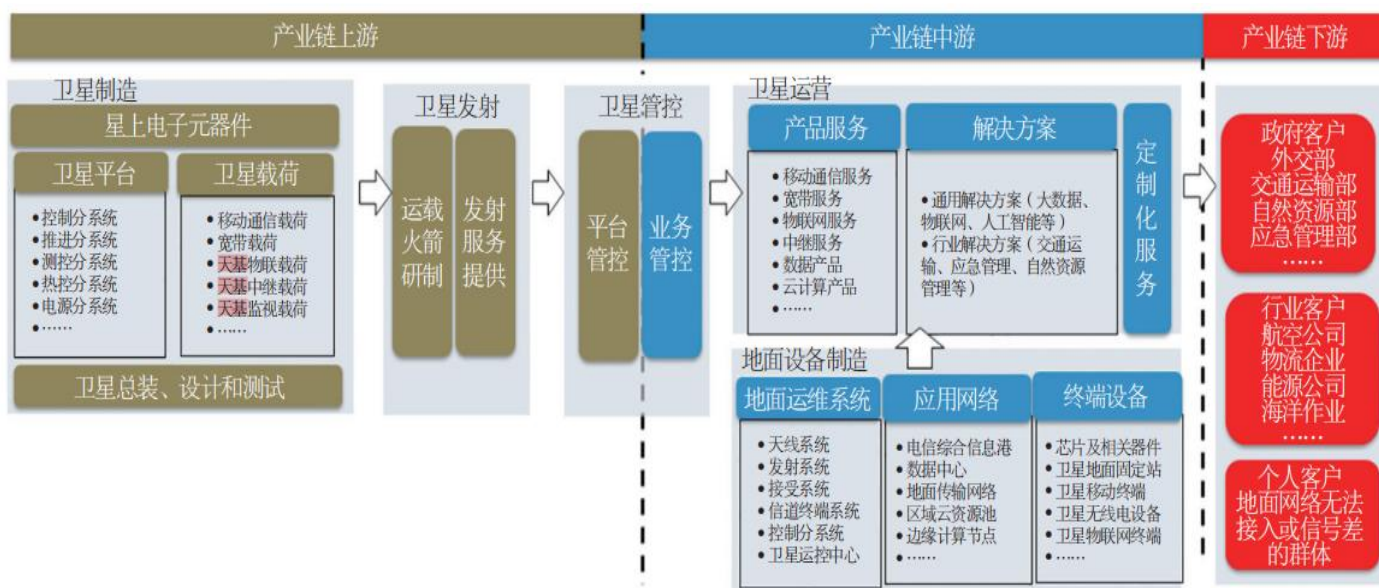 产业链上游
产业链中游
产业链下游
卫星制造
星上电子元器件
卫星平台
•控制分系统
•推进分系统
•测控分系统
•热控分系统
•电源分系统
•……
卫星载荷
•移动通信载荷
•宽带载荷
•天基物联载荷
•天基中继载荷
•天基监视载荷
•……
卫星总装、设计和测试
卫星发射
运载
火箭
研制
发射
服务
提供
卫星管控
平台
管控
业务
管控
卫星运营
产品服务
•移动通信服务
•宽带服务
•物联网服务
•中继服务
•数据产品
•云计算产品
•……
解决方案
•通用解决方案（大数据、
物联网、人工智能等）
•行业解决方案（交通运
输、应急管理、自然资源
管理等）
定
制
化
服
务
地面设备制造
地面运维系统
•天线系统
•发射系统
•接受系统
•信道终端系统
•控制分系统
•卫星运控中心
应用网络
•电信综合信息港
•数据中心
•地面传输网络
•区域云资源池
•边缘计算节点
•……
终端设备
•芯片及相关器件
•卫星地面固定站
•卫星移动终端
•卫星无线电设备
•卫星物联网终端
•……
政府客户
外交部
交通运输部
自然资源部
应急管理部
……
行业客户
航空公司
物流企业
能源公司
海洋作业
……
个人客户
地面网络无法
接入或信号差
的群体